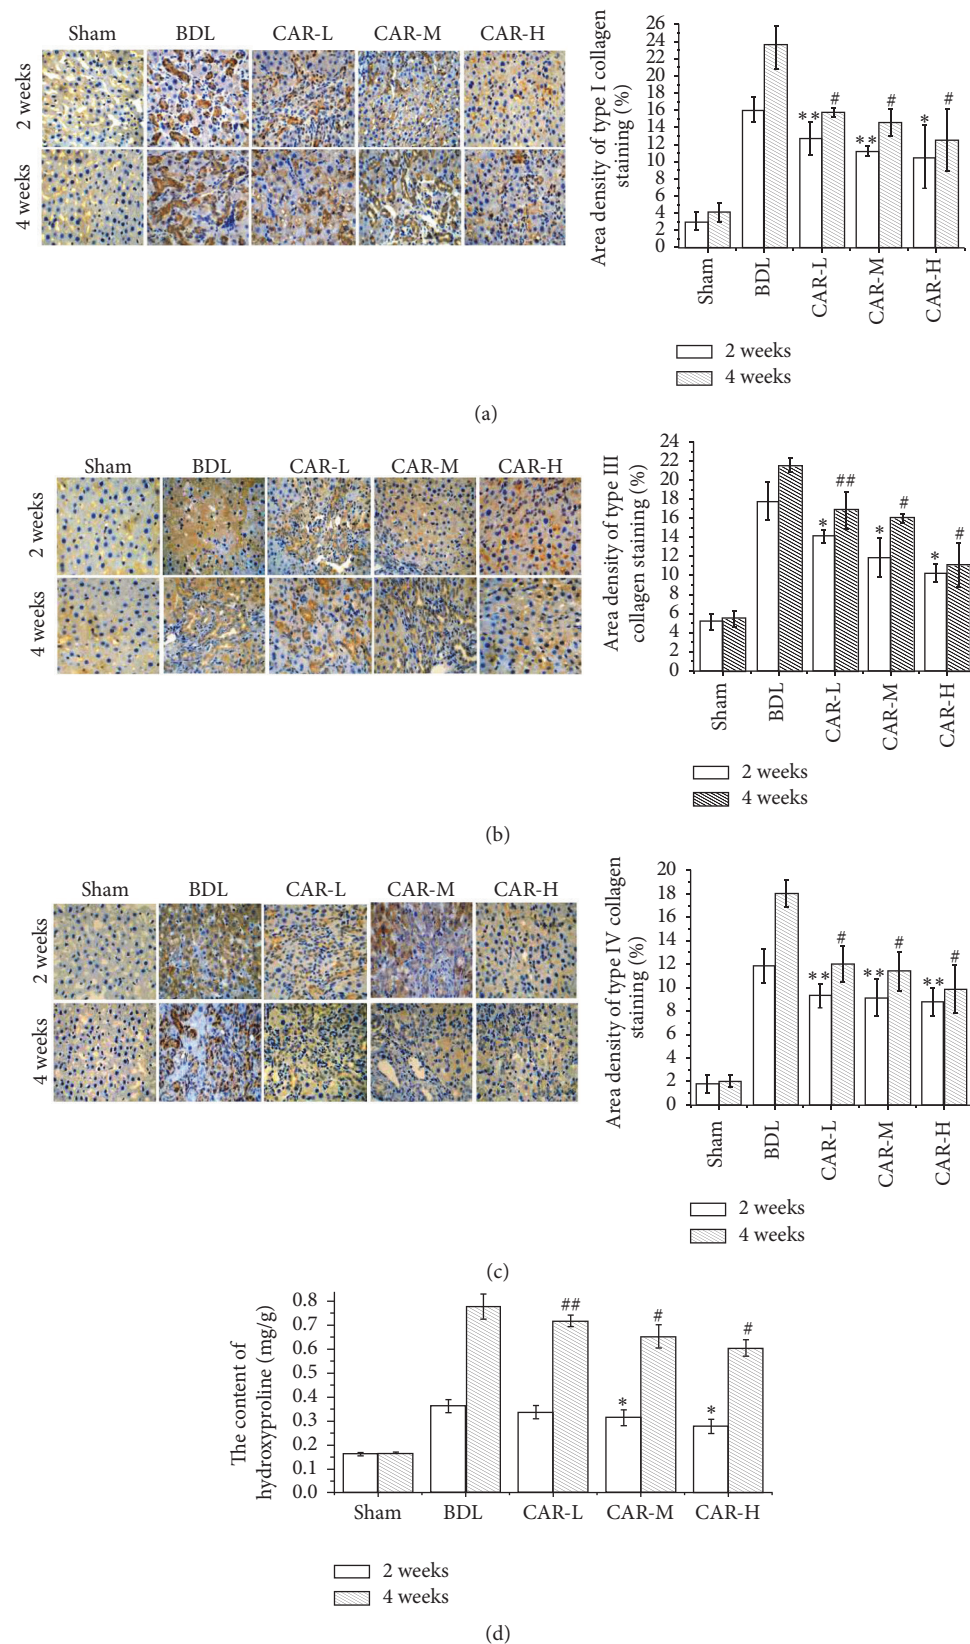 Sham BDL CAR-L CAR-M CAR-H
2 weeks
4 weeks
Area density of type I collagen
staining (%)
26
24
22
20
18
16
14
12
10
8
6
4
2
0
** # ** # * #
Sham BDL CAR-L CAR-M CAR-H
2 weeks
4 weeks
(a)
Sham BDL CAR-L CAR-M CAR-H
2 weeks
4 weeks
Area density of type III
collagen staining (%)
24
22
20
18
16
14
12
10
8
6
4
2
0
* ## * # * #
Sham BDL CAR-L CAR-M CAR-H
2 weeks
4 weeks
(b)
Sham BDL CAR-L CAR-M CAR-H
2 weeks
4 weeks
Area density of type IV collagen
staining (%)
20
18
16
14
12
10
8
6
4
2
0
** # ** # ** #
Sham BDL CAR-L CAR-M CAR-H
2 weeks
4 weeks
(c)
The content of
hydroxyproline (mg/g)
0.8
0.7
0.6
0.5
0.4
0.3
0.2
0.1
0.0
## * # * #
Sham BDL CAR-L CAR-M CAR-H
2 weeks
4 weeks
(d)